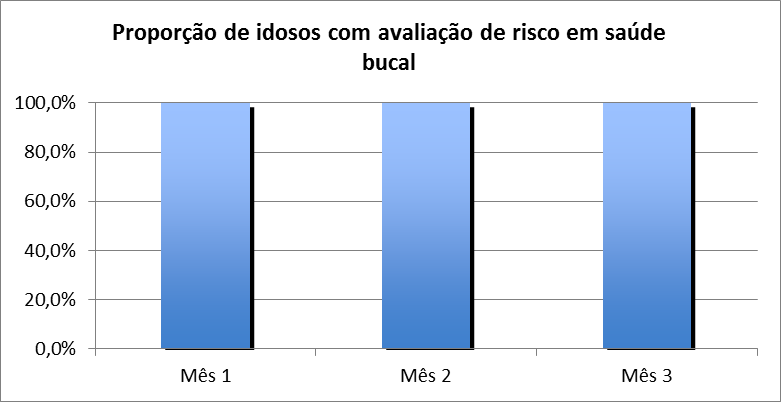 Proporção de idosos com avaliação de risco em saúde
bucal
100,0%
80,0%
60,0%
40,0%
20,0%
0,0%
Mês 1
Mês 2
Mês 3